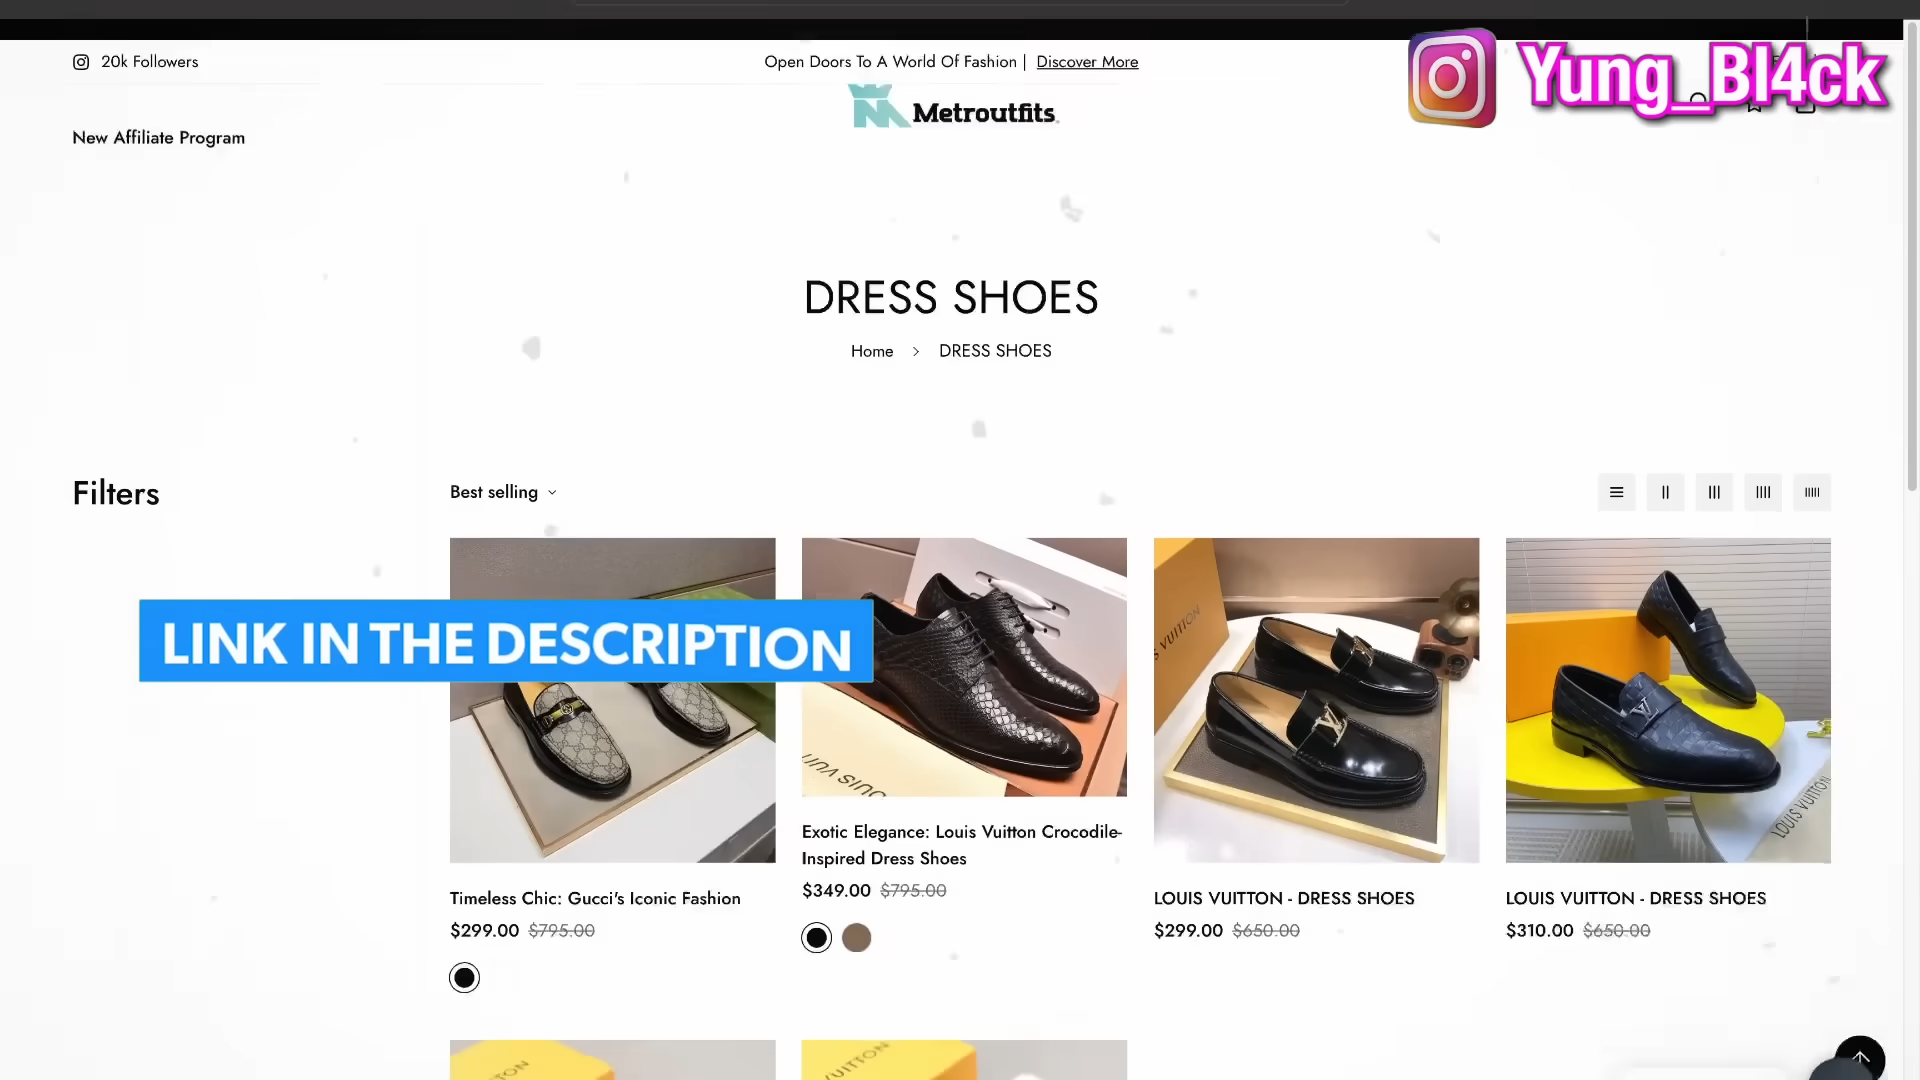 20k Followers
Open Doors To A World Of Fashion | Discover More
Yung_Bl4ck
Metroutfits.
New Affiliate Program
DRESS SHOES
Home > DRESS SHOES
Filters
Best selling
LINK IN THE DESCRIPTION
VUITTON
LOUIS VUITTON
Exotic Elegance: Louis Vuitton Crocodile-
Inspired Dress Shoes
$349.00 $795.00
Timeless Chic: Gucci's Iconic Fashion
$299.00 $795.00
LOUIS VUITTON - DRESS SHOES
$299.00 $650.00
LOUIS VUITTON - DRESS SHOES
$310.00 $650.00